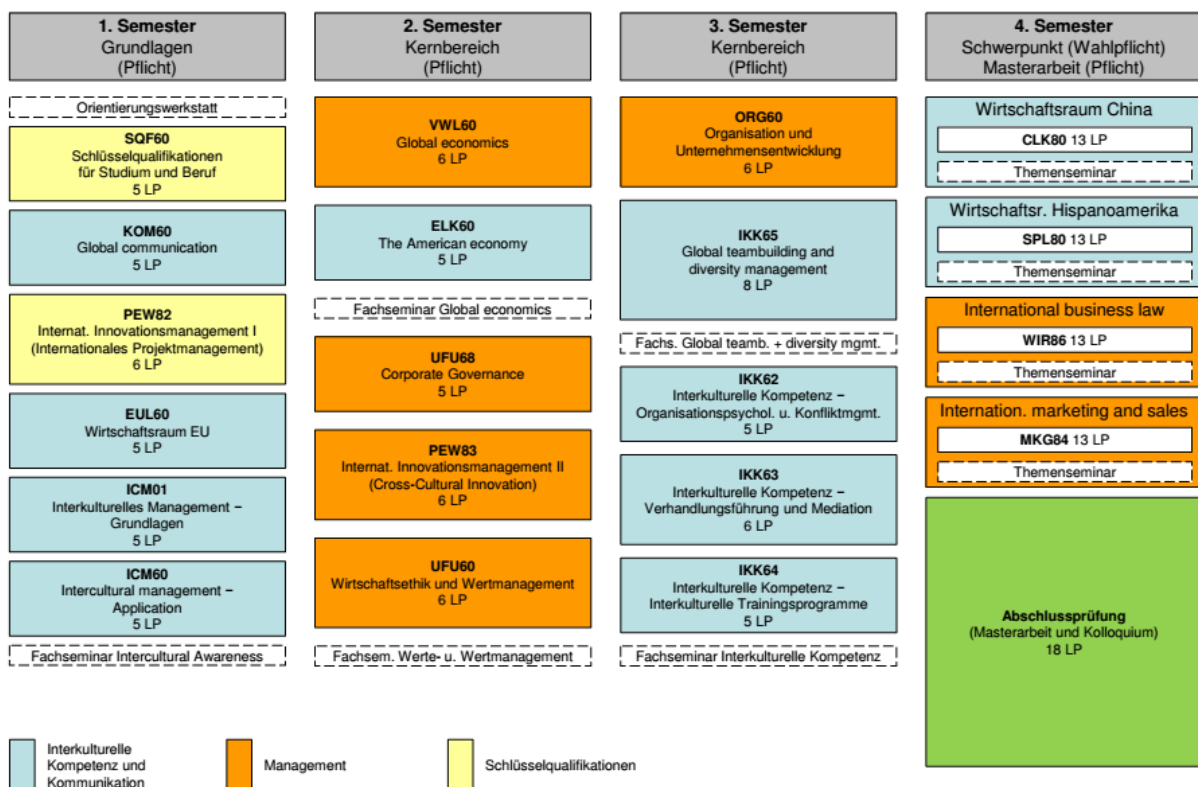 1. Semester
Grundlagen
(Pflicht)
Orientierungswerkstatt
SQF60
Schlüsselqualifikationen
für Studium und Beruf
5 LP
KOM60
Global communication
5 LP
PEW82
Internat. Innovationsmanagement I
(Internationales Projektmanagement)
6 LP
EUL60
Wirtschaftsraum EU
5 LP
ICM01
Interkulturelles Management –
Grundlagen
5 LP
ICM60
Intercultural management –
Application
5 LP
Fachseminar Intercultural Awareness
2. Semester
Kernbereich
(Pflicht)
VWL60
Global economics
6 LP
ELK60
The American economy
5 LP
Fachseminar Global economics
UFU68
Corporate Governance
5 LP
PEW83
Internat. Innovationsmanagement II
(Cross-Cultural Innovation)
6 LP
UFU60
Wirtschaftsethik und Wertmanagement
6 LP
Fachsem. Werte- u. Wertmanagement
3. Semester
Kernbereich
(Pflicht)
ORG60
Organisation und
Unternehmensentwicklung
6 LP
IKK65
Global teambuilding and
diversity management
8 LP
Fachs. Global teamb. + diversity mgmt.
IKK62
Interkulturelle Kompetenz –
Organisationspsychol. u. Konfliktmgmt.
5 LP
IKK63
Interkulturelle Kompetenz –
Verhandlungsführung und Mediation
6 LP
IKK64
Interkulturelle Kompetenz –
Interkulturelle Trainingsprogramme
5 LP
Fachseminar Interkulturelle Kompetenz
4. Semester
Schwerpunkt (Wahlpflicht)
Masterarbeit (Pflicht)
Wirtschaftsraum China
CLK80 13 LP
Themenseminar
Wirtschaftsr. Hispanoamerika
SPL80 13 LP
Themenseminar
International business law
WIR86 13 LP
Themenseminar
Internation. marketing and sales
MKG84 13 LP
Themenseminar
Abschlussprüfung
(Masterarbeit und Kolloquium)
18 LP
Interkulturelle
Kompetenz und
Kommunikation
Management
Schlüsselqualifikationen